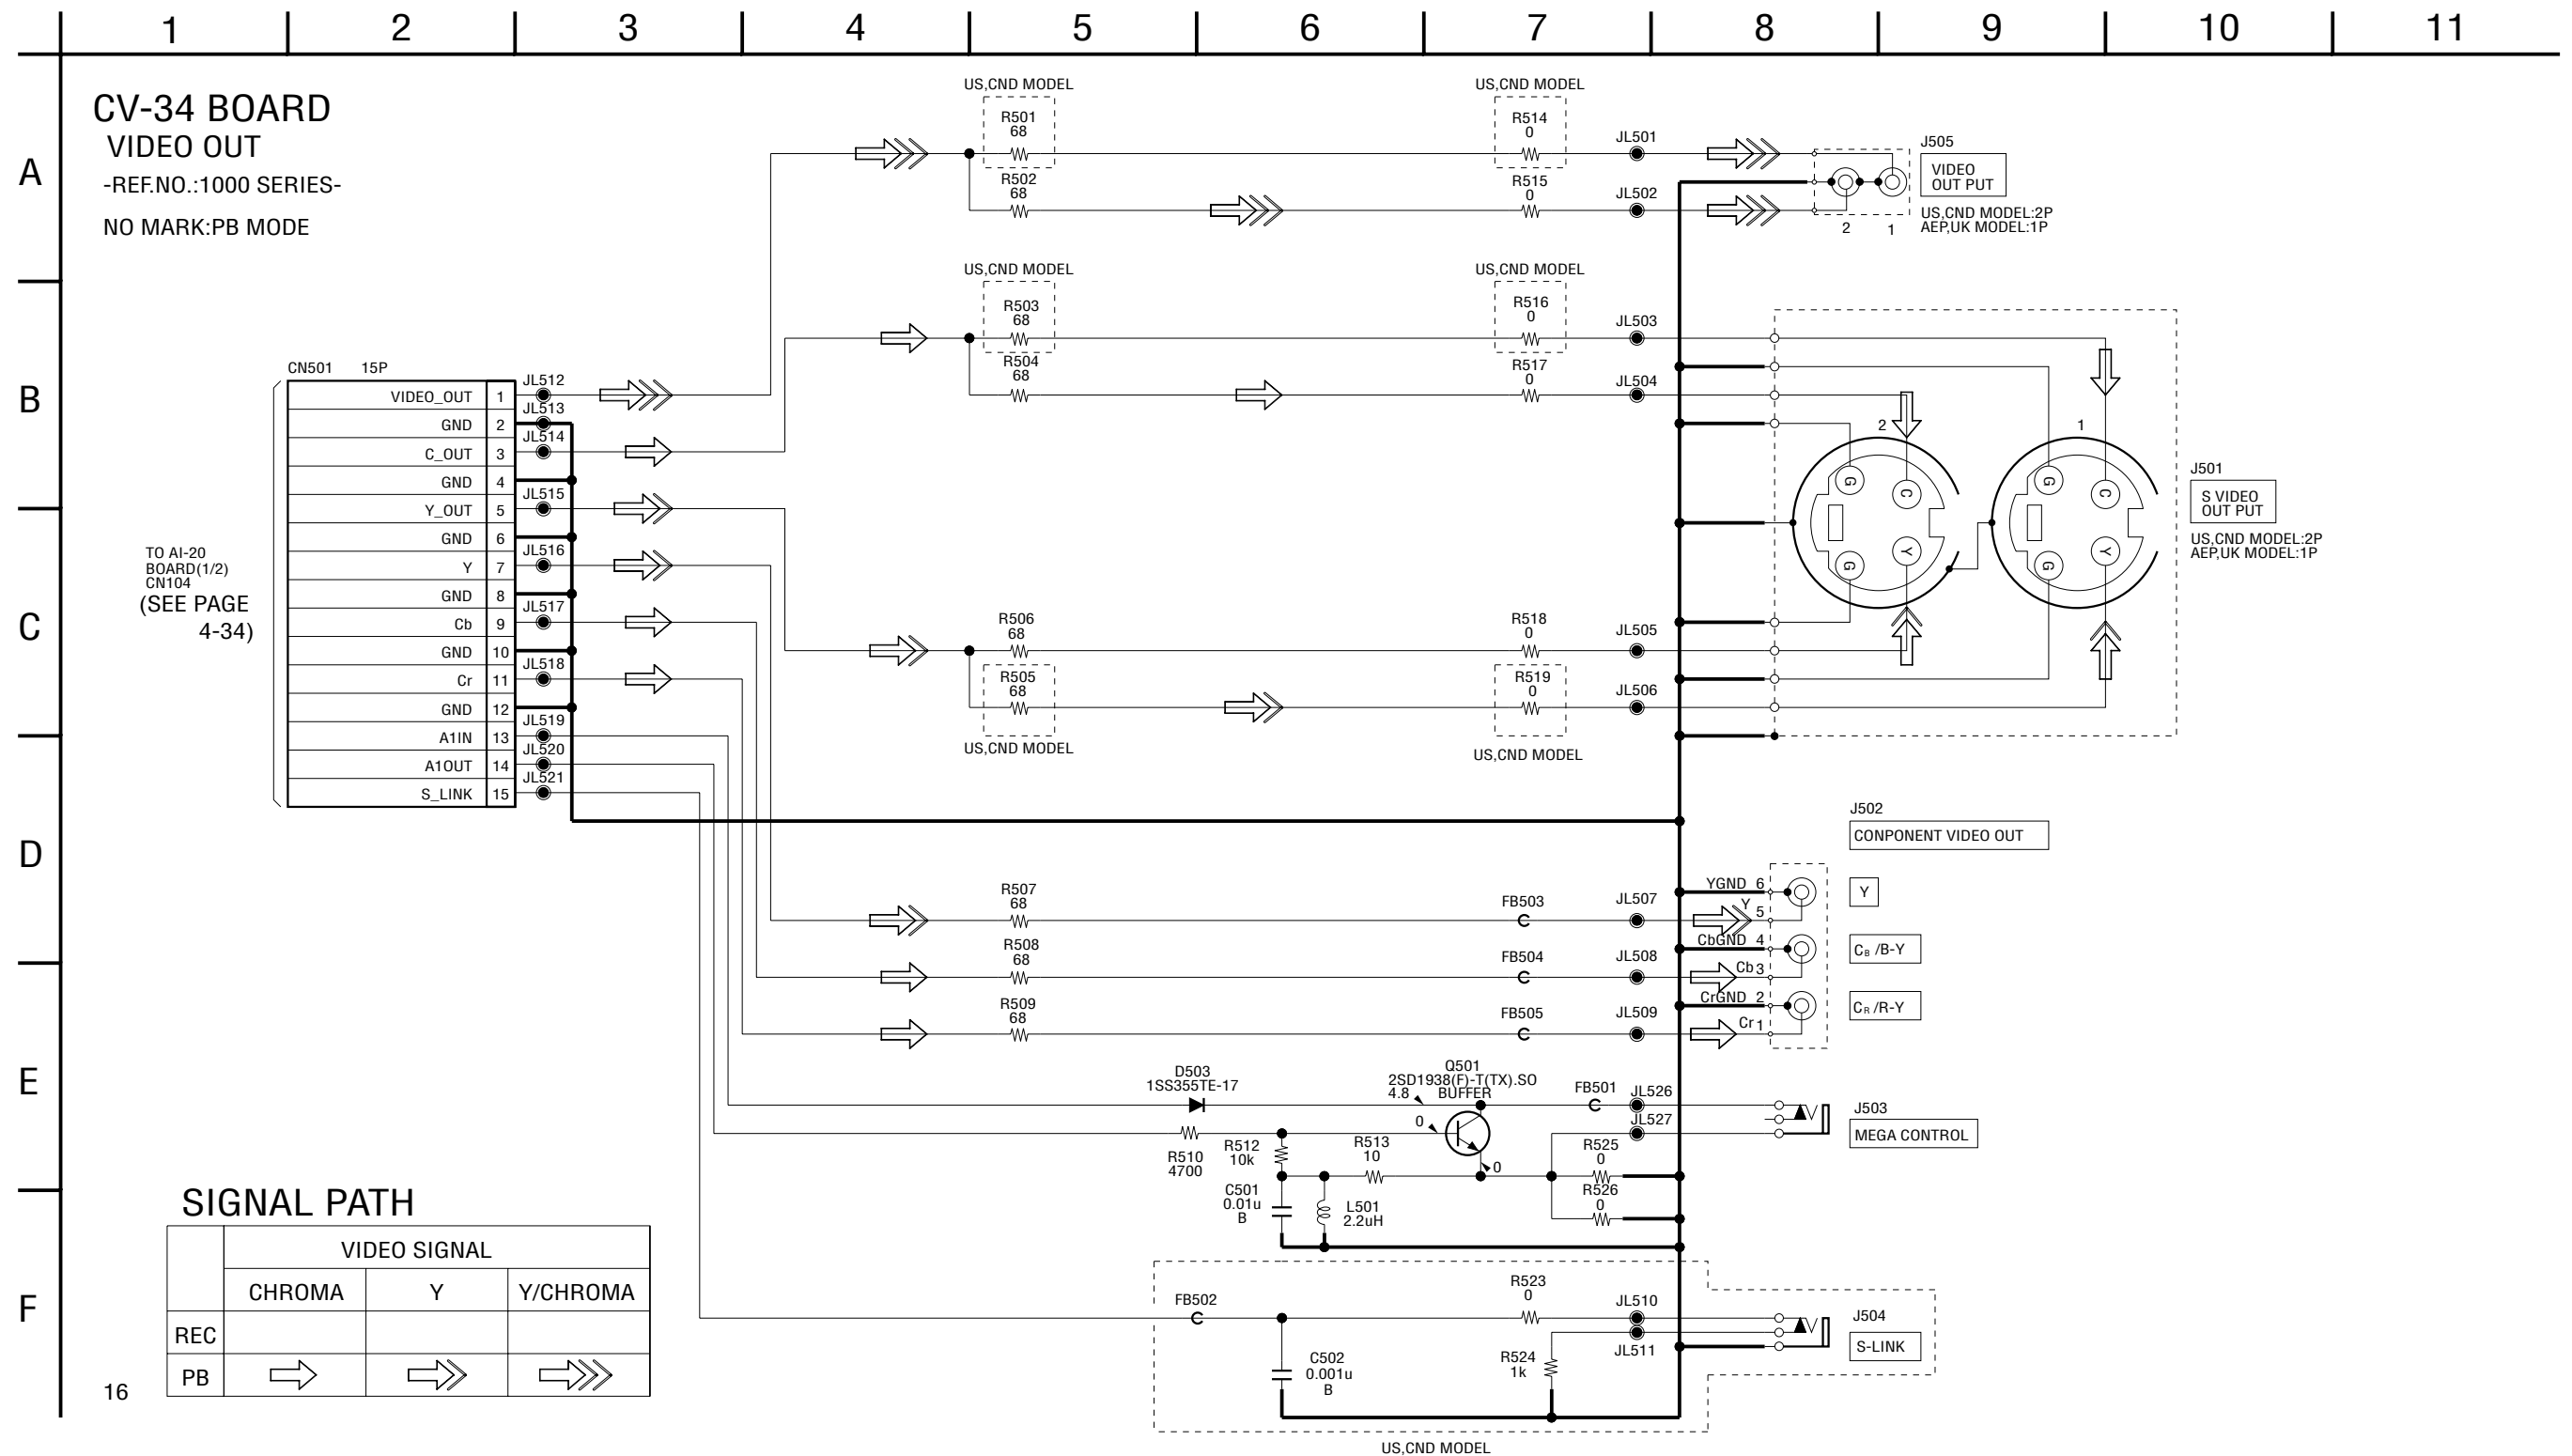 1 2 3 4 5 6 7 8 9 10 11
A
B
C
D
E
F
CV-34 BOARD
VIDEO OUT
-REF.NO.:1000 SERIES-
NO MARK:PB MODE
US,CND MODEL
R501
68
R502
68
US,CND MODEL
R514
0
R515
0
JL501
JL502
J505
VIDEO
OUT PUT
US,CND MODEL:2P
AEP,UK MODEL:1P
2 1
US,CND MODEL
R503
68
R504
68
US,CND MODEL
R516
0
R517
0
JL503
JL504
CN501 15P
VIDEO_OUT 1
GND 2
C_OUT 3
GND 4
Y_OUT 5
GND 6
Y 7
GND 8
Cb 9
GND 10
Cr 11
GND 12
A1IN 13
A1OUT 14
S_LINK 15
JL512
JL513
JL514
JL515
JL516
JL517
JL518
JL519
JL520
JL521
TO AI-20
BOARD(1/2)
CN104
(SEE PAGE
4-34)
2 1
G C G C
G Y G Y
J501
S VIDEO
OUT PUT
US,CND MODEL:2P
AEP,UK MODEL:1P
R506
68
R505
68
US,CND MODEL
R518
0
R519
0
US,CND MODEL
JL505
JL506
J502
CONPONENT VIDEO OUT
R507
68
R508
68
R509
68
FB503
FB504
FB505
JL507
JL508
JL509
YGND 6
Y 5
CbGND 4
Cb 3
CrGND 2
Cr 1
Y
CB /B-Y
CR /R-Y
D503
1SS355TE-17
Q501
2SD1938(F)-T(TX).SO
4.8 BUFFER
0
0
FB501
JL526
JL527
J503
MEGA CONTROL
R510
4700
R512
10k
R513
10
R525
0
R526
0
C501
0.01u
B
L501
2.2uH
FB502
R523
0
JL510
JL511
J504
S-LINK
C502
0.001u
B
R524
1k
US,CND MODEL
SIGNAL PATH
VIDEO SIGNAL
CHROMA Y Y/CHROMA
REC
PB
16